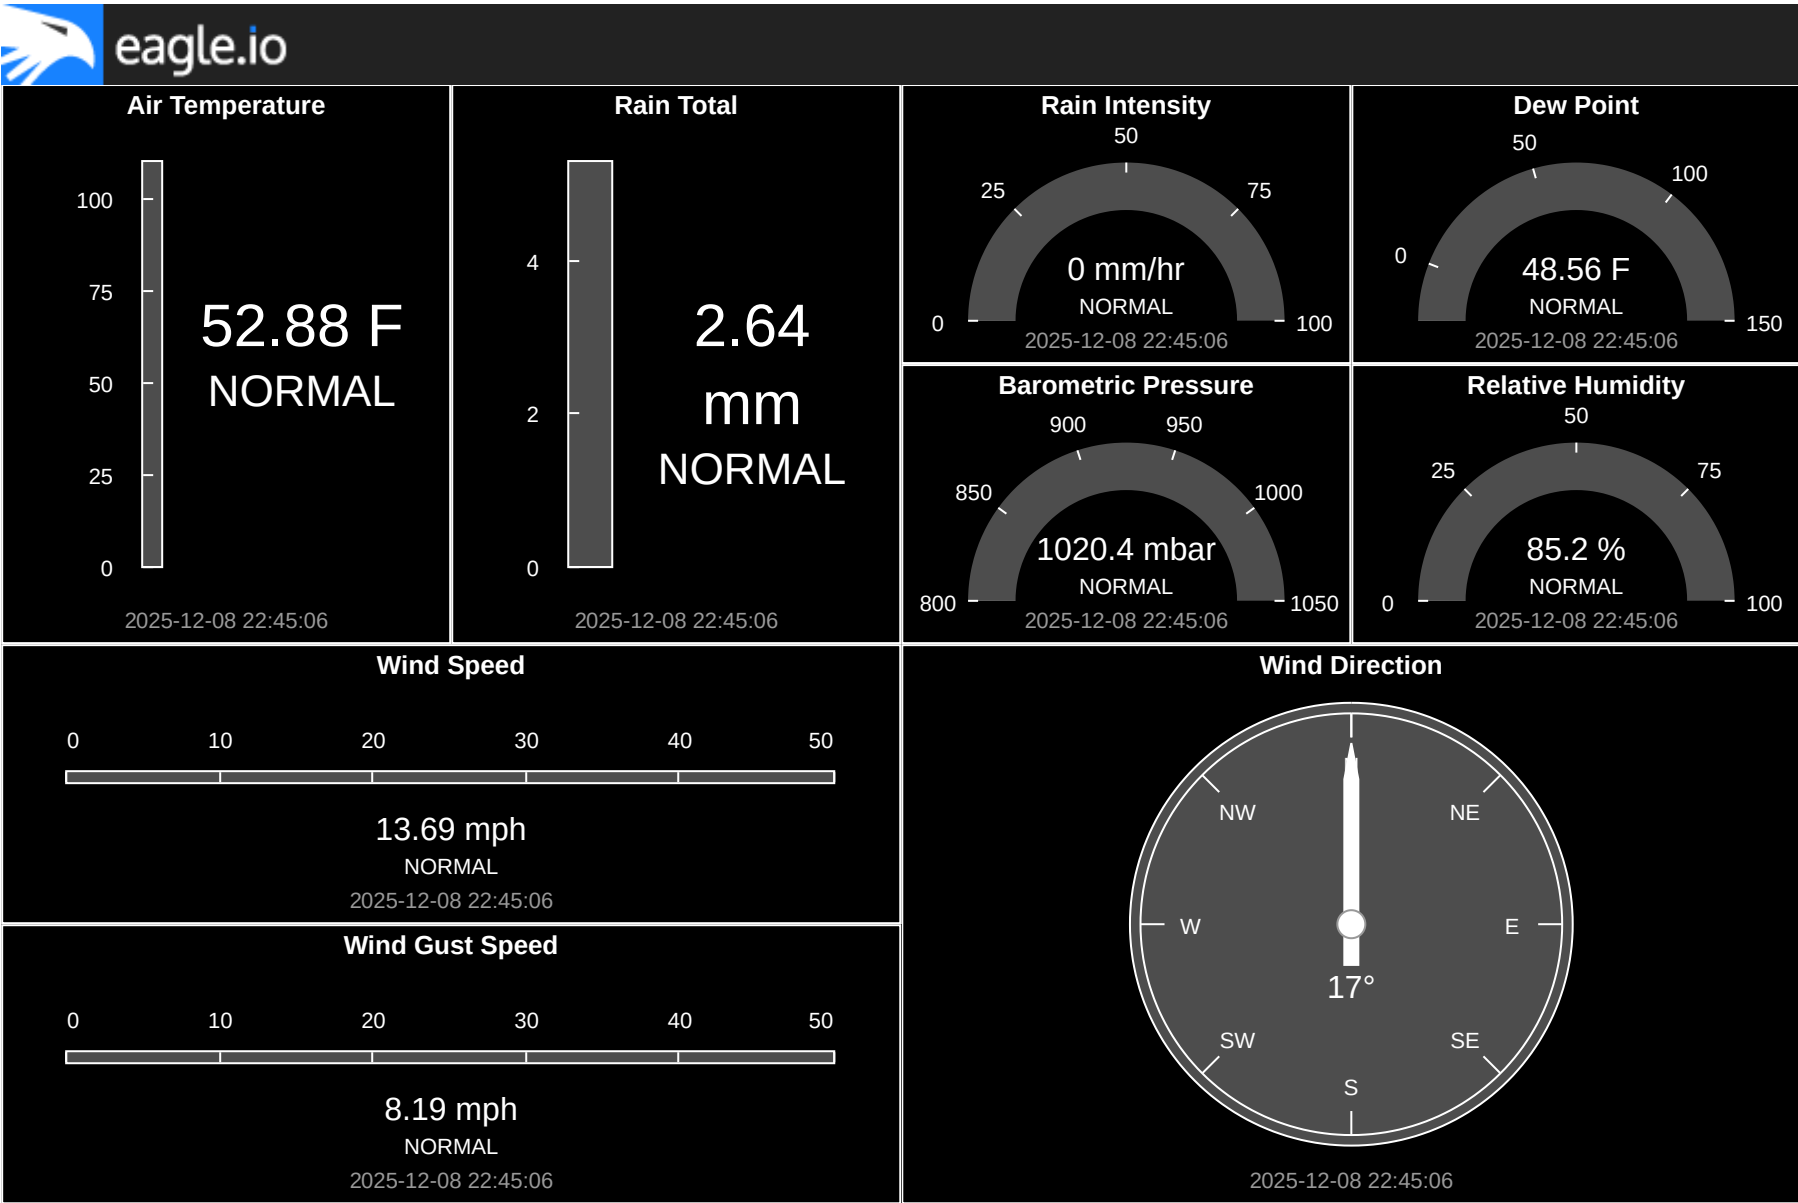 eagle.io
Air Temperature
100
75
50
25
0
52.88 F
NORMAL
2025-12-08 22:45:06
Rain Total
4
2
0
2.64
mm
NORMAL
2025-12-08 22:45:06
Rain Intensity
50
25
75
0
100
0 mm/hr
NORMAL
2025-12-08 22:45:06
Dew Point
50
100
0
150
48.56 F
NORMAL
2025-12-08 22:45:06
Barometric Pressure
900
950
850
1000
800
1050
1020.4 mbar
NORMAL
2025-12-08 22:45:06
Relative Humidity
50
25
75
0
100
85.2 %
NORMAL
2025-12-08 22:45:06
Wind Speed
0 10 20 30 40 50
13.69 mph
NORMAL
2025-12-08 22:45:06
Wind Gust Speed
0 10 20 30 40 50
8.19 mph
NORMAL
2025-12-08 22:45:06
Wind Direction
NW NE
W E
17°
SW SE
S
2025-12-08 22:45:06